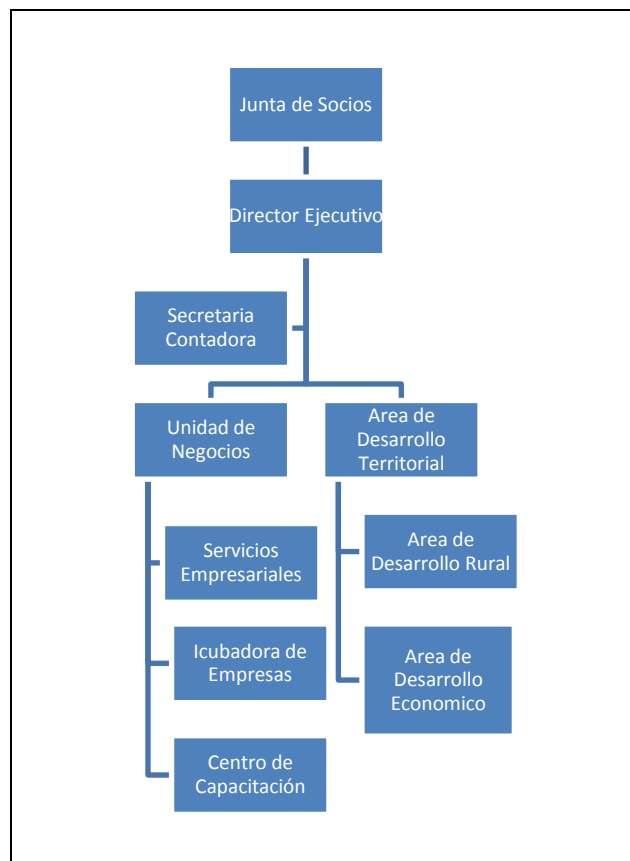 Junta de Socios
Director Ejecutivo
Secretaria
Contadora
Unidad de
Negocios
Area de
Desarrollo
Territorial
Servicios
Empresariales
Area de
Desarrollo Rural
Icubadora de
Empresas
Area de
Desarrollo
Economico
Centro de
Capacitación